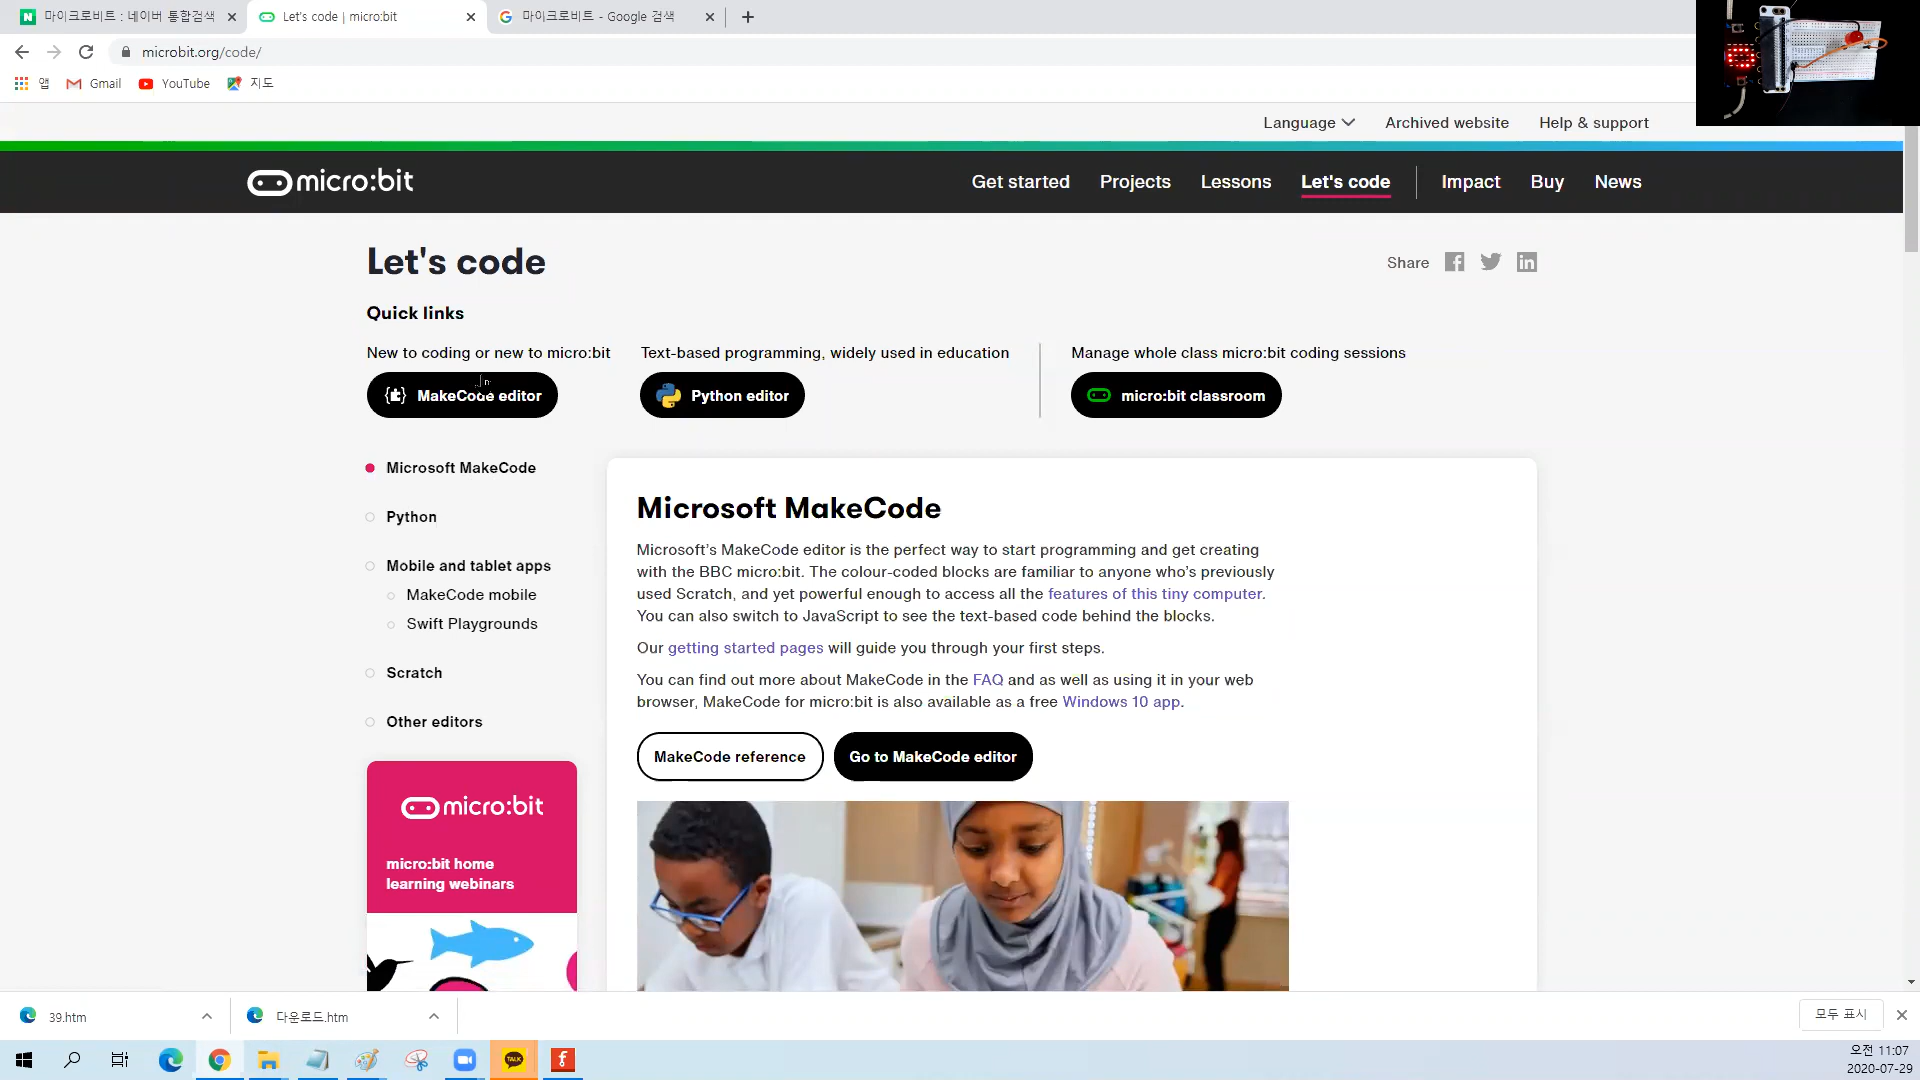 마이크로비트 : 네이버 통합검색
Let's code | micro:bit
마이크로비트 - Google 검색
microbit.org/code/
앱
Gmail
YouTube
지도
Language
Archived website
Help & support
micro:bit
Get started
Projects
Lessons
Let's code
Impact
Buy
News
Let's code
Share
Quick links
New to coding or new to micro:bit
Text-based programming, widely used in education
Manage whole class micro:bit coding sessions
MakeCode editor
Python editor
micro:bit classroom
Microsoft MakeCode
Python
Mobile and tablet apps
MakeCode mobile
Swift Playgrounds
Scratch
Other editors
micro:bit
micro:bit home
learning webinars
Microsoft MakeCode
Microsoft's MakeCode editor is the perfect way to start programming and get creating
with the BBC micro:bit. The colour-coded blocks are familiar to anyone who's previously
used Scratch, and yet powerful enough to access all the features of this tiny computer.
You can also switch to JavaScript to see the text-based code behind the blocks.
Our getting started pages will guide you through your first steps.
You can find out more about MakeCode in the FAQ and as well as using it in your web
browser, MakeCode for micro:bit is also available as a free Windows 10 app.
MakeCode reference
Go to MakeCode editor
39.htm
다운로드.htm
모두 표시
TALK
오전 11:07
2020-07-29